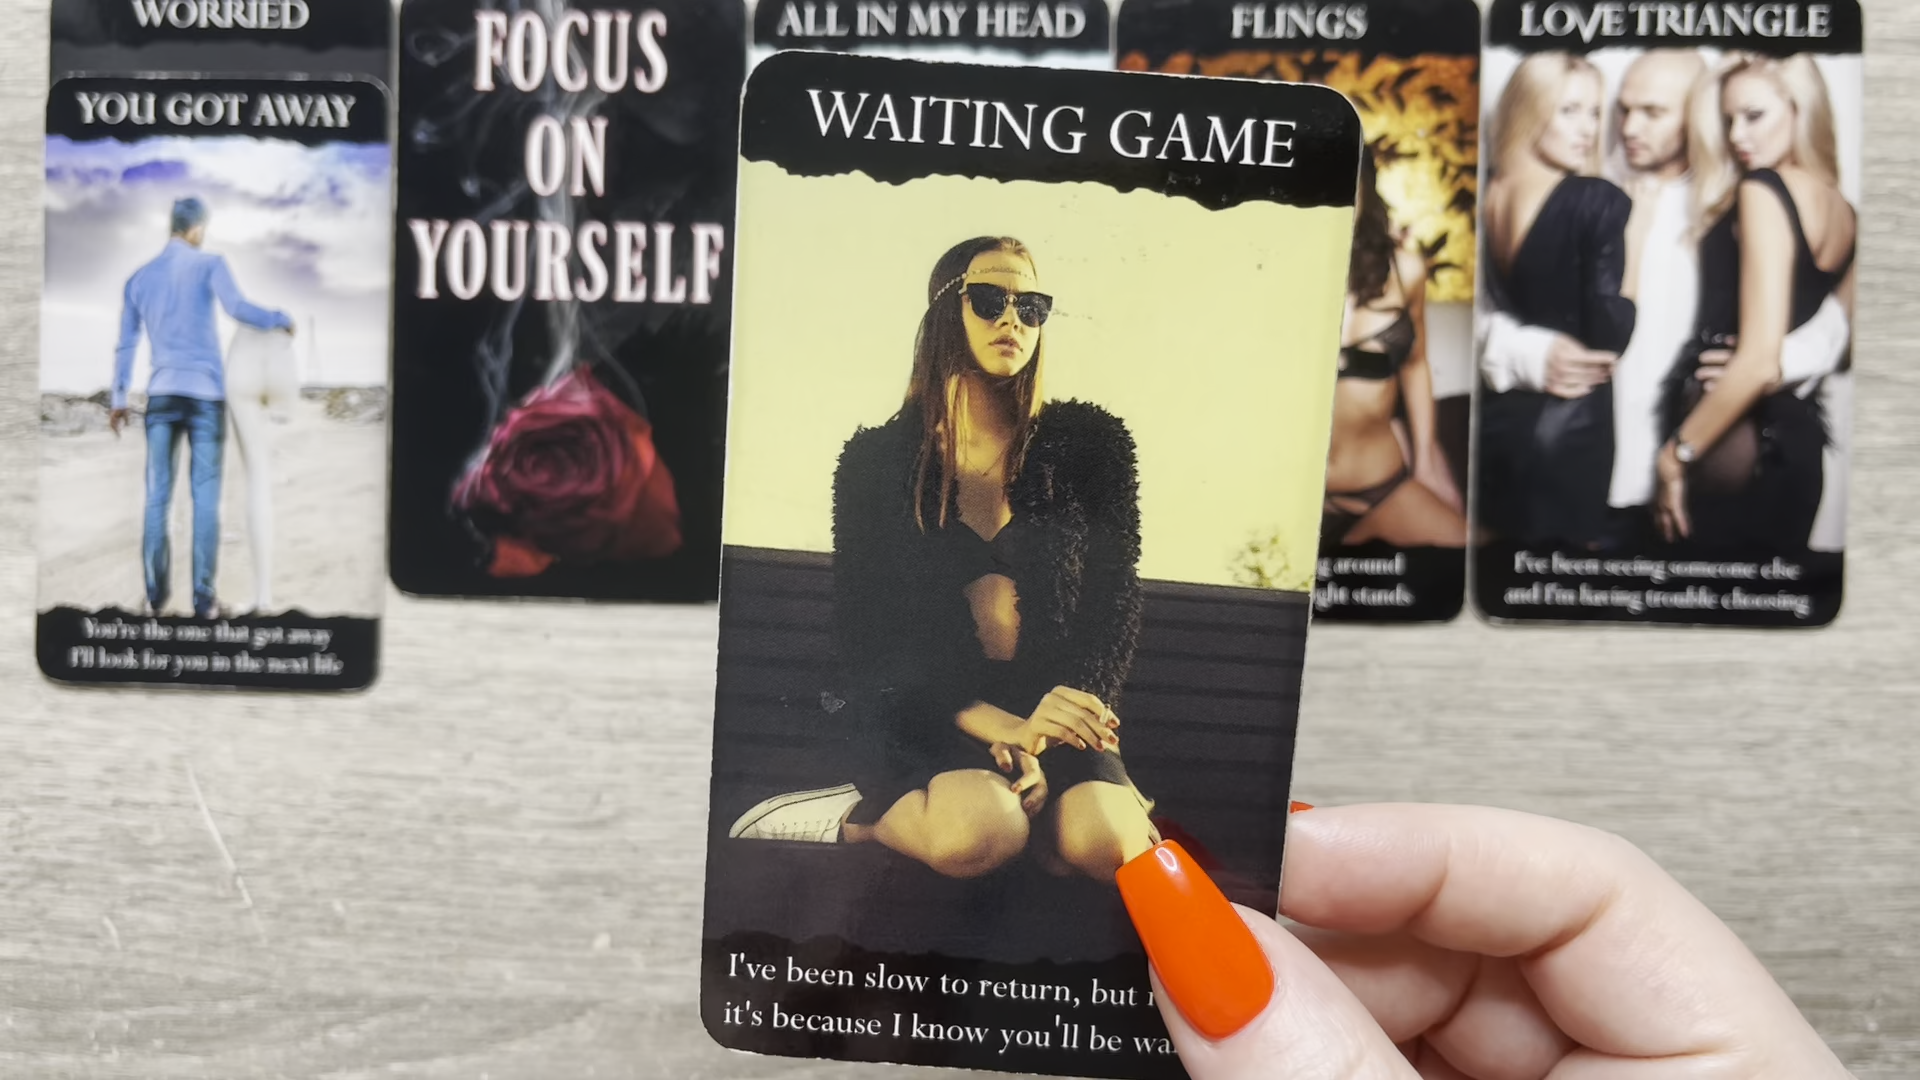 WORRIED
YOU GOT AWAY
You're the one that got away
I'll look for you in the next life
FOCUS
ON
YOURSELF
ALL IN MY HEAD
WAITING GAME
I've been slow to return, but
it's because I know you'll be
FLINGS
around
stands
LOVE TRIANGLE
I've been seeing someone else
and I'm having trouble choosing